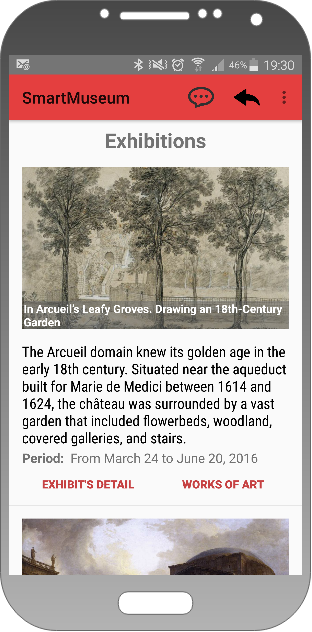 46% 19:30
SmartMuseum
Exhibitions
In Arcueil's Leafy Groves. Drawing an 18th-Century
Garden
The Arcueil domain knew its golden age in the
early 18th century. Situated near the aqueduct
built for Marie de Medici between 1614 and
1624, the château was surrounded by a vast
garden that included flowerbeds, woodland,
covered galleries, and stairs.
Period: From March 24 to June 20, 2016
EXHIBIT'S DETAIL WORKS OF ART